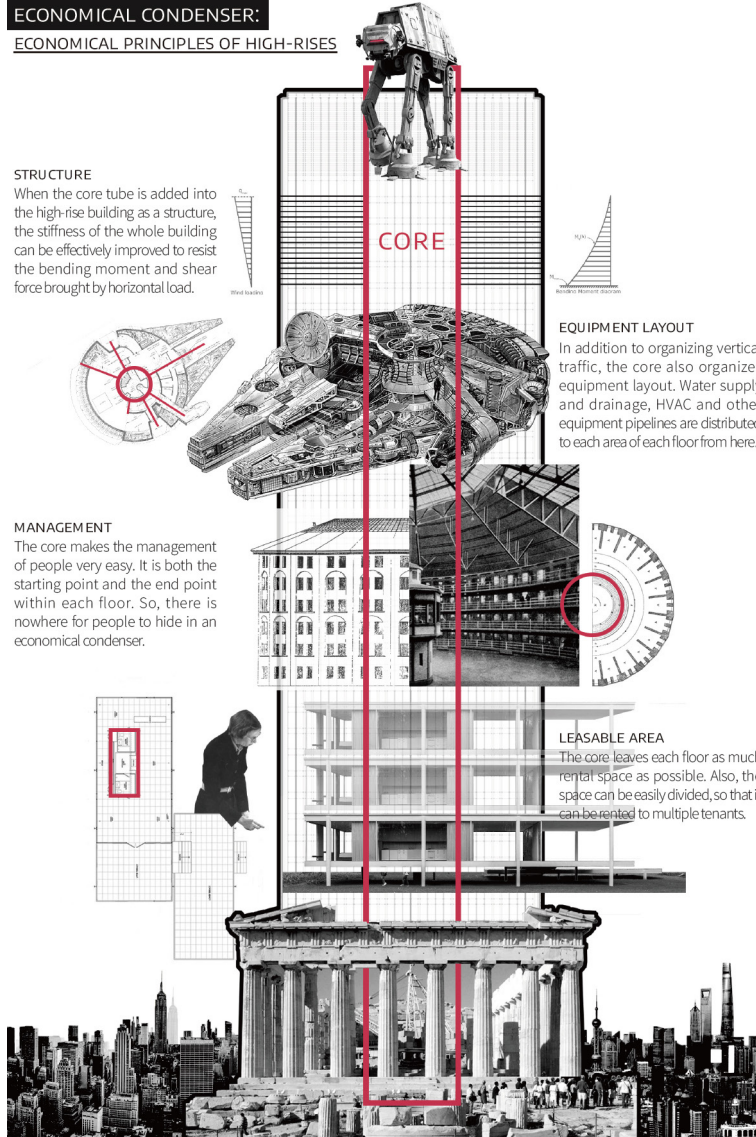 ECONOMICAL CONDENSER:
ECONOMICAL PRINCIPLES OF HIGH-RISES
STRUCTURE
When the core tube is added into
the high-rise building as a structure,
the stiffness of the whole building
can be effectively improved to resist
the bending moment and shear
force brought by horizontal load.
Wind loading
CORE
Bending Moment diagram
EQUIPMENT LAYOUT
In addition to organizing vertica
traffic, the core also organize
equipment layout. Water suppl
and drainage, HVAC and othe
equipment pipelines are distributed
to each area of each floor from here.
MANAGEMENT
The core makes the management
of people very easy. It is both the
starting point and the end point
within each floor. So, there is
nowhere for people to hide in an
economical condenser.
LEASABLE AREA
The core leaves each floor as much
rental space as possible. Also, the
space can be easily divided, so that i
can be rented to multiple tenants.